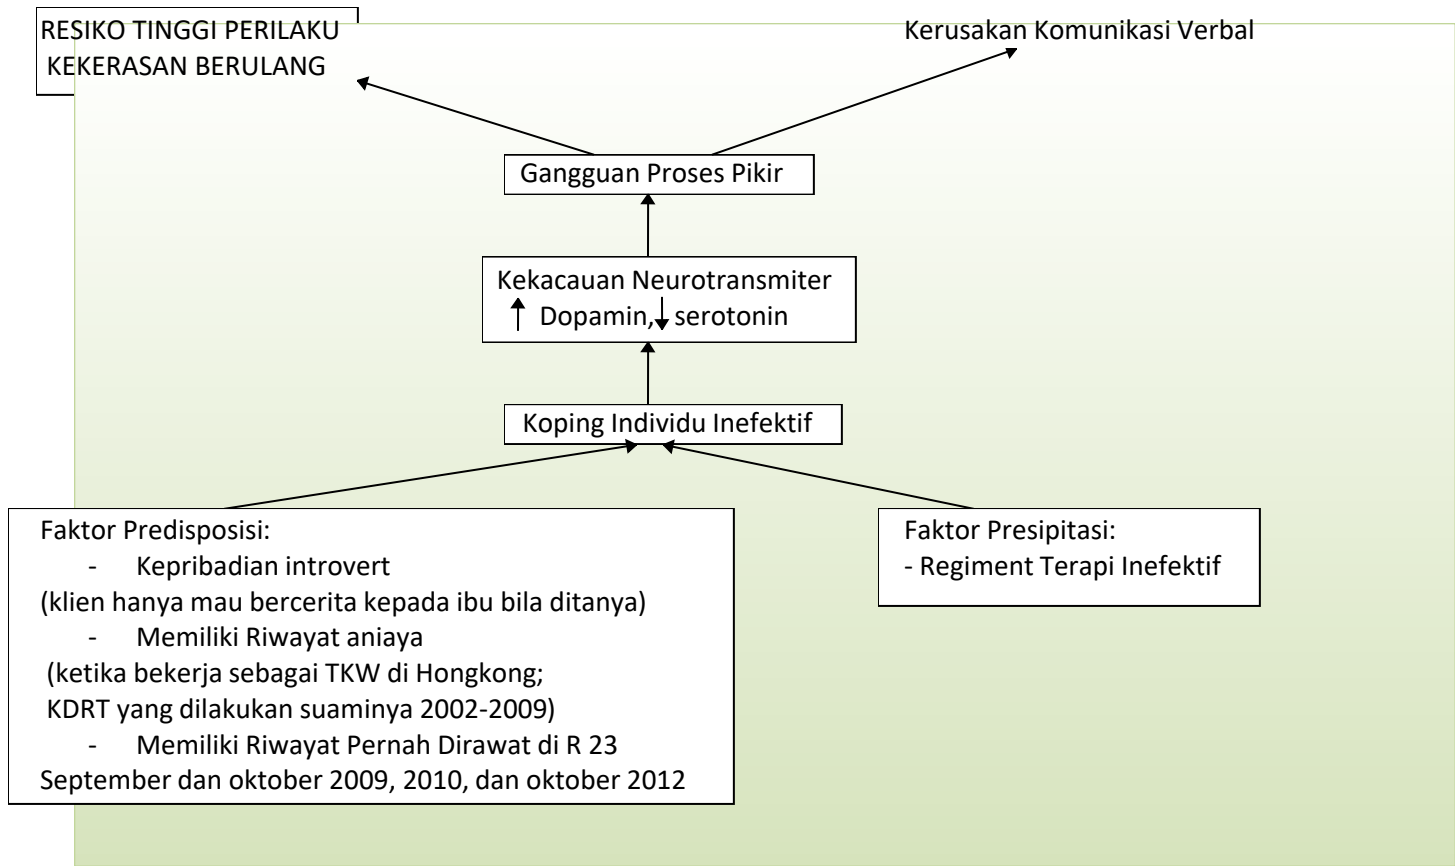 RESIKO TINGGI PERILAKU
KEKERASAN BERULANG
Kerusakan Komunikasi Verbal
Gangguan Proses Pikir
Kekacauan Neurotransmiter
↑ Dopamin,↓ serotonin
Koping Individu Inefektif
Faktor Predisposisi:
- Kepribadian introvert
(klien hanya mau bercerita kepada ibu bila ditanya)
- Memiliki Riwayat aniaya
(ketika bekerja sebagai TKW di Hongkong;
KDRT yang dilakukan suaminya 2002-2009)
- Memiliki Riwayat Pernah Dirawat di R 23
September dan oktober 2009, 2010, dan oktober 2012
Faktor Presipitasi:
- Regiment Terapi Inefektif